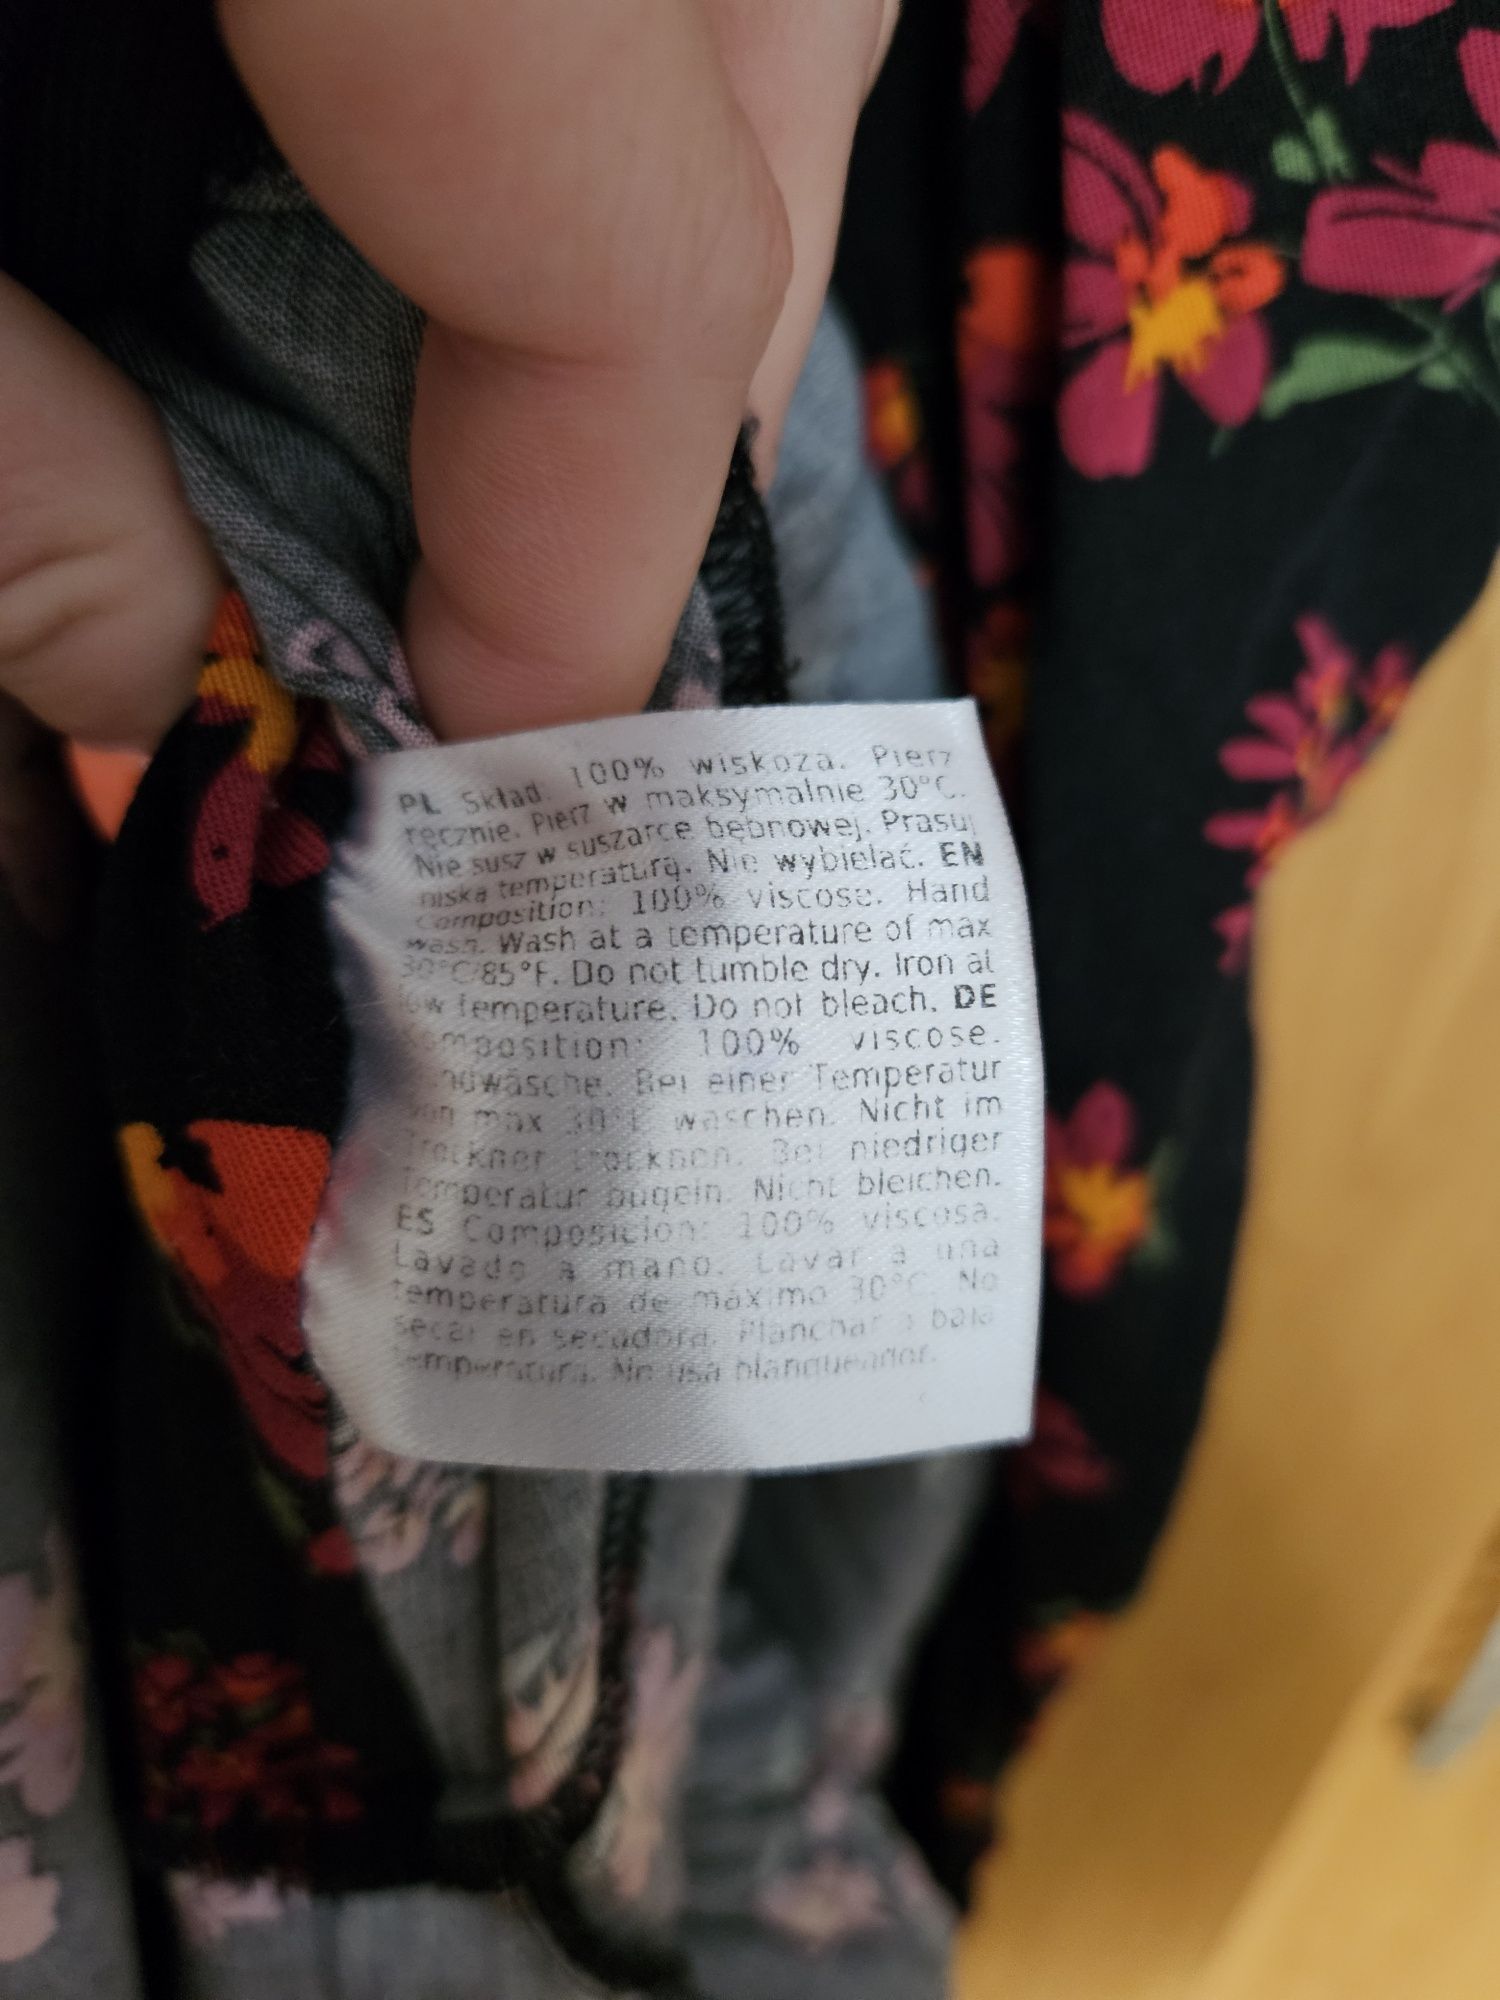 PL Skład: 100% wiskoza. Pierz
ręcznie. Pierz w maksymalnie 30°C.
Nie susz w suszarce bębnowej. Prasuj
niska temperaturą. Nie wybielać. EN
Composition: 100% viscose. Hand
wash. Wash at a temperature of max
30°C/85°F. Do not tumble dry. Iron at
low temperature. Do not bleach. DE
Composition: 100% viscose.
Handwäsche. Bei einer Temperatur
von max 30°C waschen. Nicht im
Trockner trocknen. Bei niedriger
Temperatur bügeln. Nicht bleichen.
ES Composicion: 100% viscosa.
Lavado a mano. Lavar a una
temperatura de máximo 30°C. No
secar en secadora. Planchar a baja
temperatura. No usa blanqueador.